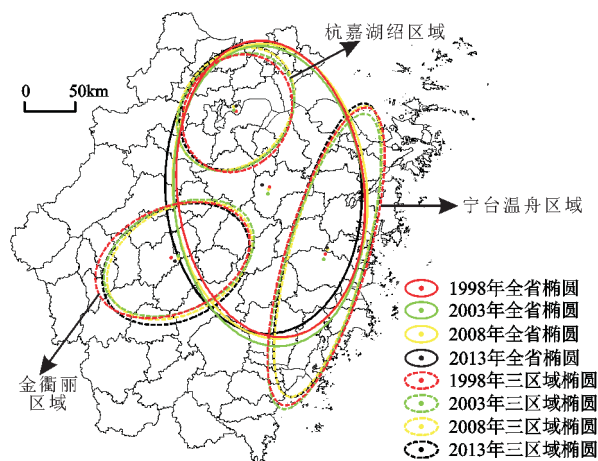 杭嘉湖绍区域
0 50km
宁台温舟区域
金衢丽
区域
1998年全省椭圆
2003年全省椭圆
2008年全省椭圆
2013年全省椭圆
1998年三区域椭圆
2003年三区域椭圆
2008年三区域椭圆
2013年三区域椭圆